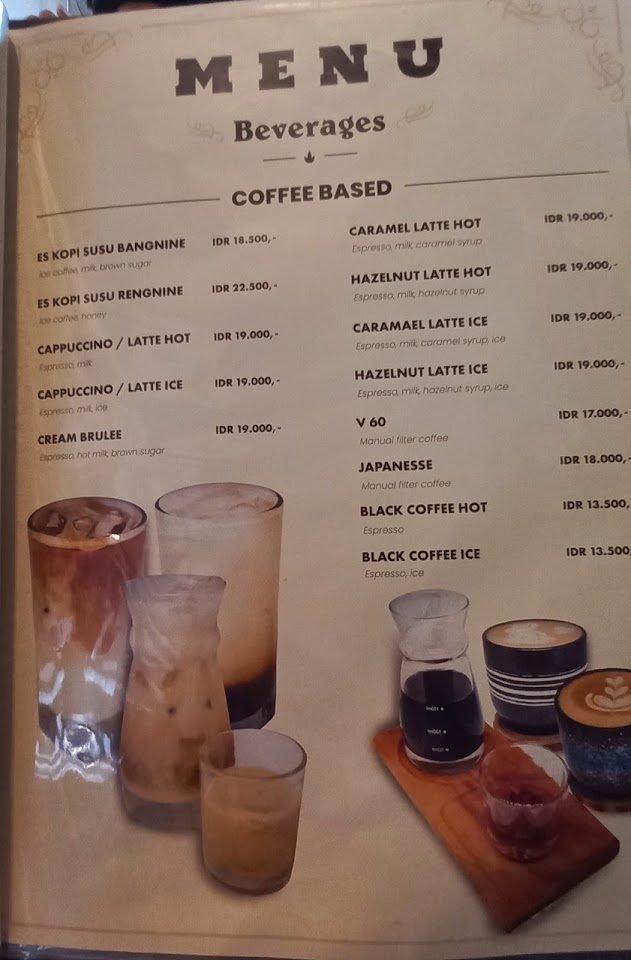 MENU
Beverages
COFFEE BASED
ES KOPI SUSU BANGNINE IDR 18.500,-
Ice coffee, milk, brown sugar
ES KOPI SUSU RENGNINE IDR 22.500,-
Ice coffee, honey
CAPPUCCINO / LATTE HOT IDR 19.000,-
Espresso, milk
CAPPUCCINO / LATTE ICE IDR 19.000,-
Espresso, milk, ice
CREAM BRULEE IDR 19.000,-
Espresso, hot milk, brown sugar
CARAMEL LATTE HOT IDR 19.000,-
Espresso, milk, caramel syrup
HAZELNUT LATTE HOT IDR 19.000,-
Espresso, milk, hazelnut syrup
CARAMAEL LATTE ICE IDR 19.000,-
Espresso, milk, caramel syrup, ice
HAZELNUT LATTE ICE IDR 19.000,-
Espresso, milk, hazelnut syrup, ice
V 60 IDR 17.000,-
Manual filter coffee
JAPANESSE IDR 18.000,-
Manual filter coffee
BLACK COFFEE HOT IDR 13.500,
Espresso
BLACK COFFEE ICE IDR 13.500
Espresso, ice